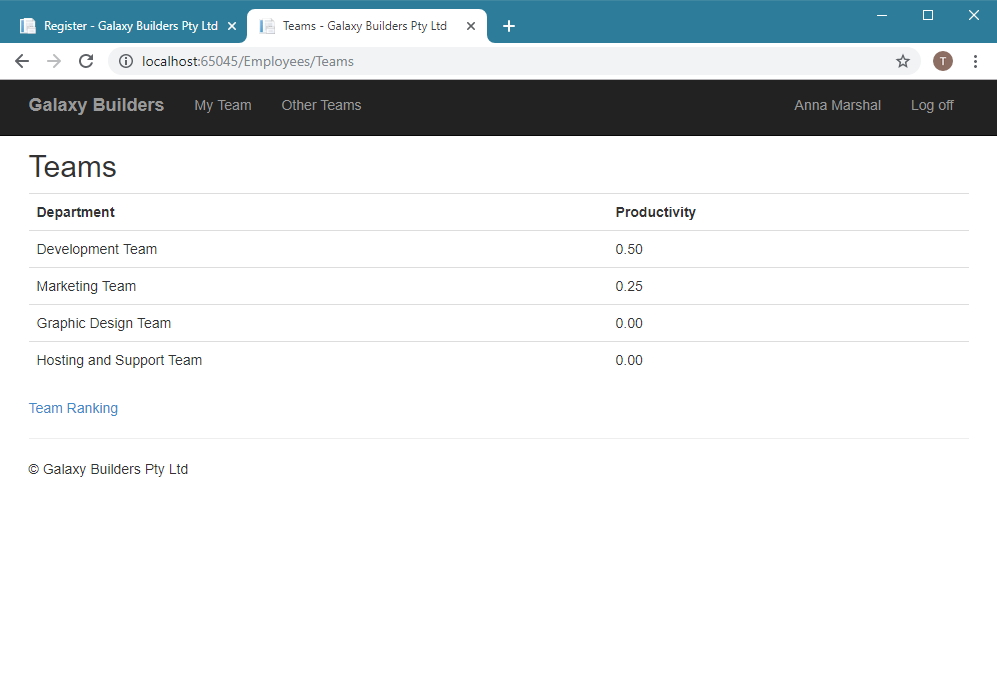 Register - Galaxy Builders Pty Ltd Teams - Galaxy Builders Pty Ltd
localhost:65045/Employees/Teams T
Galaxy Builders My Team Other Teams Anna Marshal Log off
Teams
Department Productivity
Development Team 0.50
Marketing Team 0.25
Graphic Design Team 0.00
Hosting and Support Team 0.00
Team Ranking
© Galaxy Builders Pty Ltd